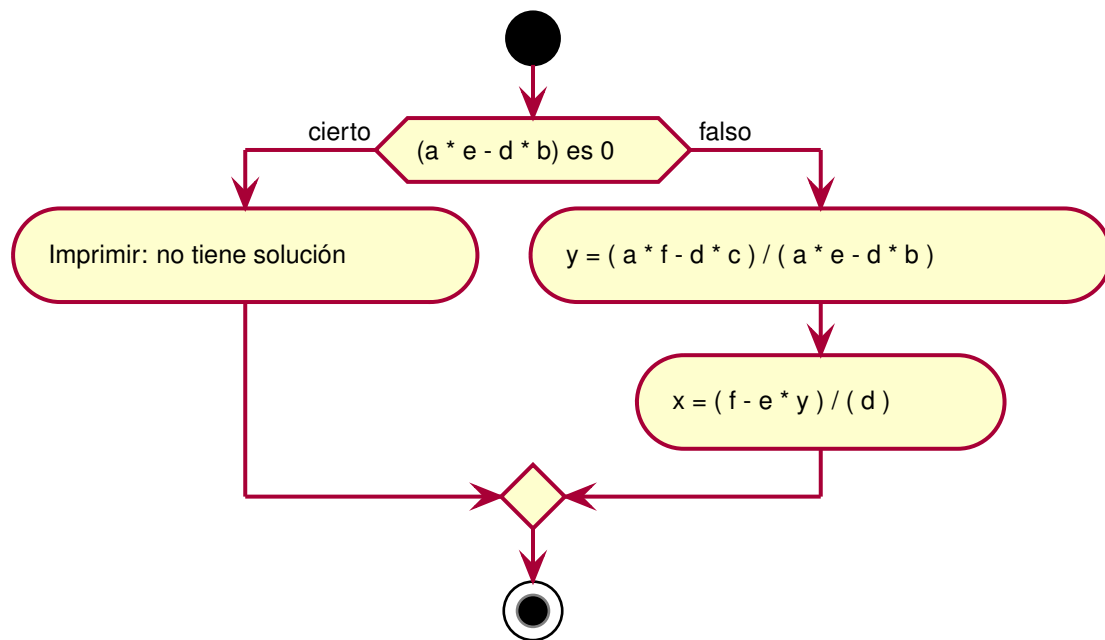 cierto
(a * e - d * b) es 0
falso
Imprimir: no tiene solución
y = ( a * f - d * c ) / ( a * e - d * b )
x = ( f - e * y ) / ( d )